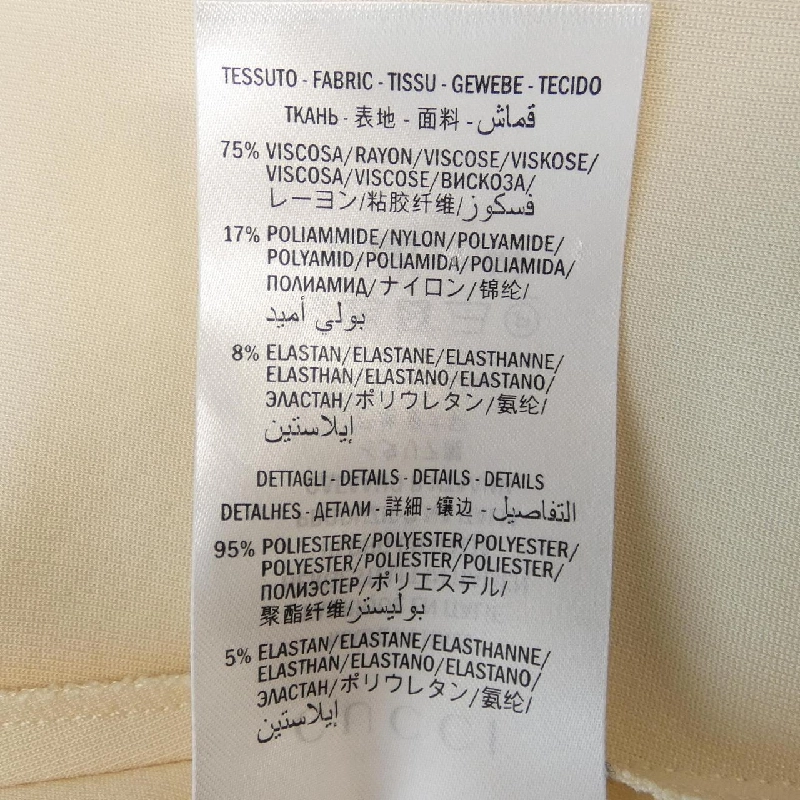 TESSUTO - FABRIC - TISSU - GEWEBE - TECIDO
ТКАНЬ - 表地 - 面料 - قماش
75% VISCOSA/RAYON/VISCOSE/VISKOSE/
VISCOSA/VISCOSE/ВИСКОЗА/
レーヨン/粘胶纤维/فسكوز
17% POLIAMMIDE/NYLON/POLYAMIDE/
POLYAMID/POLIAMIDA/POLIAMIDA/
ПОЛИАМИД/ナイロン/锦纶/
بولي أميد
8% ELASTAN/ELASTANE/ELASTHANNE/
ELASTHAN/ELASTANO/ELASTANO/
ЭЛАСТАН/ポリウレタン/氨纶/
إيلاستين
DETTAGLI - DETAILS - DETAILS - DETAILS
DETALHES - ДЕТАЛИ - 詳細 - 镶边 - التفاصيل
95% POLIESTERE/POLYESTER/POLYESTER/
POLYESTER/POLIÉSTER/POLIESTER/
ПОЛИЭСТЕР/ポリエステル/
聚酯纤维/بوليستر
5% ELASTAN/ELASTANE/ELASTHANNE/
ELASTHAN/ELASTANO/ELASTANO/
ЭЛАСТАН/ポリウレタン/氨纶/
إيلاستين
GUCCI